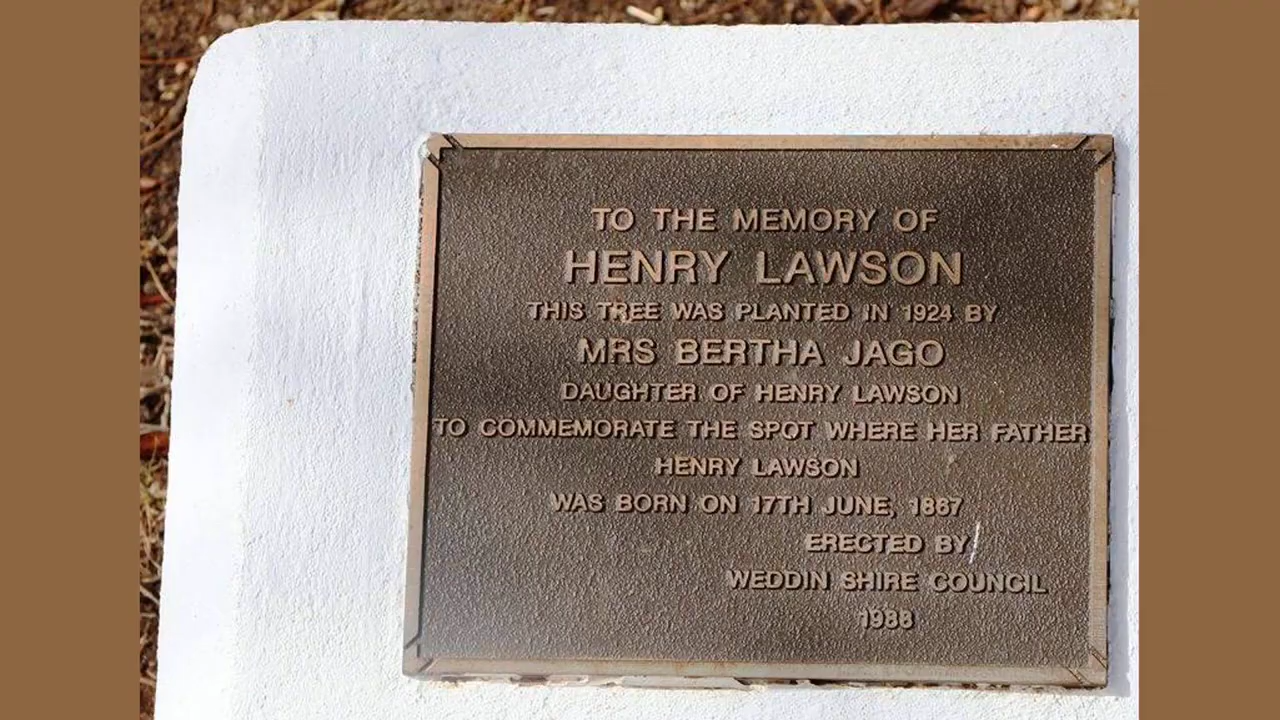 TO THE MEMORY OF
HENRY LAWSON
THIS TREE WAS PLANTED IN 1924 BY
MRS BERTHA JAGO
DAUGHTER OF HENRY LAWSON
TO COMMEMORATE THE SPOT WHERE HER FATHER
HENRY LAWSON
WAS BORN ON 17TH JUNE, 1867
ERECTED BY
WEDDIN SHIRE COUNCIL
1988